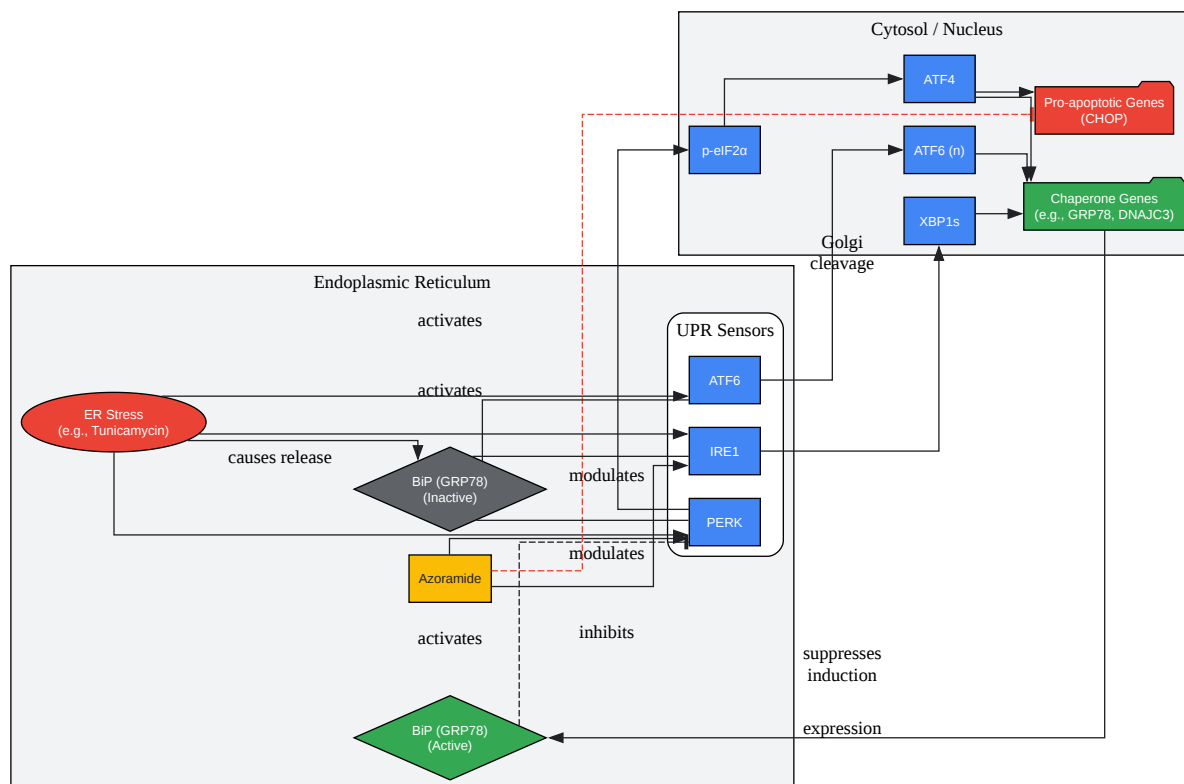 Cytosol / Nucleus
ATF4
Pro-apoptotic Genes
(CHOP)
p-eIF2α
ATF6 (n)
Chaperone Genes
(e.g., GRP78, DNAJC3)
XBP1s
Golgi
cleavage
Endoplasmic Reticulum
activates
UPR Sensors
ATF6
activates
ER Stress
(e.g., Tunicamycin)
IRE1
causes release
BiP (GRP78)
(Inactive)
modulates
PERK
modulates
Azoramide
activates
inhibits
suppresses
induction
BiP (GRP78)
(Active)
expression